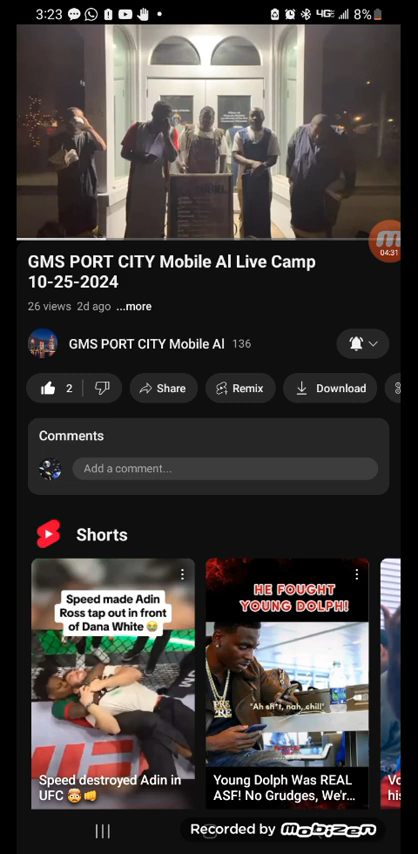 3:23
4G
8%
04:31
GMS PORT CITY Mobile Al Live Camp
10-25-2024
26 views 2d ago ...more
GMS PORT CITY Mobile Al 136
2
Share
Remix
Download
Comments
Add a comment...
Shorts
Speed made Adin
Ross tap out in front
of Dana White
Speed destroyed Adin in
UFC
HE FOUGHT
YOUNG DOLPH!
"Ah sh*t, nah, chill"
Young Dolph Was REAL
ASF! No Grudges, We'r...
Recorded by mobizen